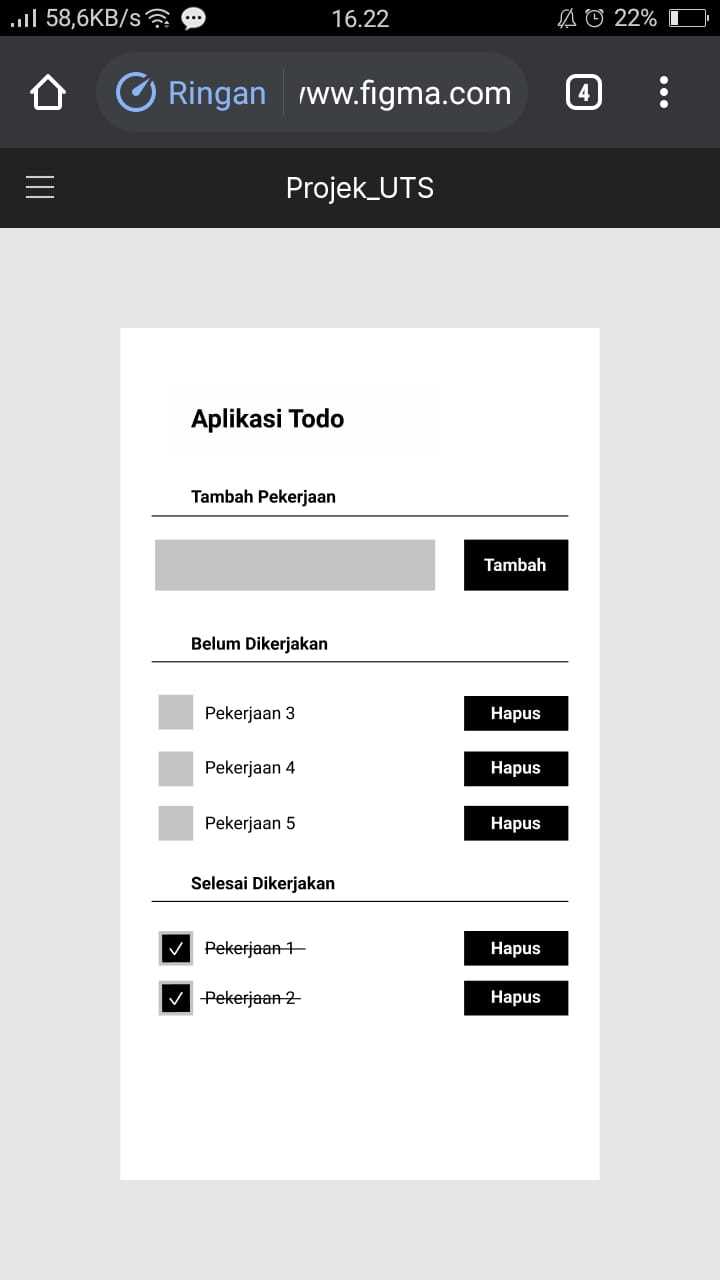 58,6KB/s 16.22 22%
Ringan www.figma.com 4
Projek_UTS
Aplikasi Todo
Tambah Pekerjaan
Tambah
Belum Dikerjakan
Pekerjaan 3 Hapus
Pekerjaan 4 Hapus
Pekerjaan 5 Hapus
Selesai Dikerjakan
Pekerjaan 1 Hapus
Pekerjaan 2 Hapus